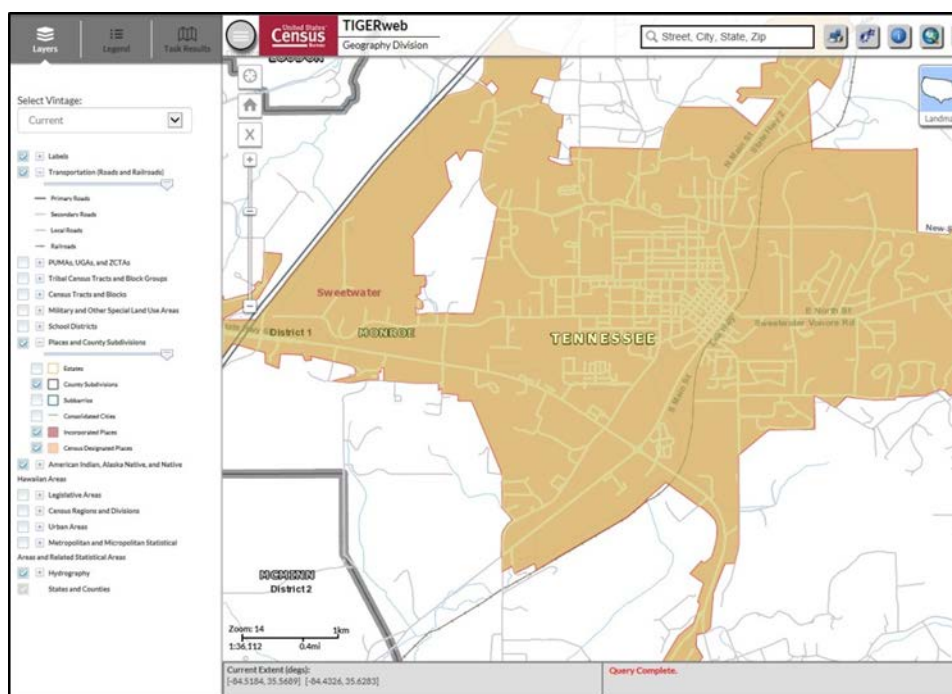 Layers
Legend
Task Results
United States®
Census
Bureau
TIGERweb
Geography Division
Street, City, State, Zip
Select Vintage:
Current
Labels
Transportation (Roads and Railroads)
Primary Roads
Secondary Roads
Local Roads
Railroads
PUMAs, UGAs, and ZCTAs
Tribal Census Tracts and Block Groups
Census Tracts and Blocks
Military and Other Special Land Use Areas
School Districts
Places and County Subdivisions
Estates
County Subdivisions
Subbarrios
Consolidated Cities
Incorporated Places
Census Designated Places
American Indian, Alaska Native, and Native
Hawaiian Areas
Legislative Areas
Census Regions and Divisions
Urban Areas
Metropolitan and Micropolitan Statistical
Areas and Related Statistical Areas
Hydrography
States and Counties
LOUDON
Landma
N Main St
State Hwy 2
New
Sweetwater
District 1
MONROE
TENNESSEE
E North St
Sweetwater Vonore Rd
S Main St
MCMINN
District 2
Zoom: 14
1km
1:36,112
0.4mi
Current Extent (degs):
[-84.5184, 35.5689] [-84.4326, 35.6283]
Query Complete.